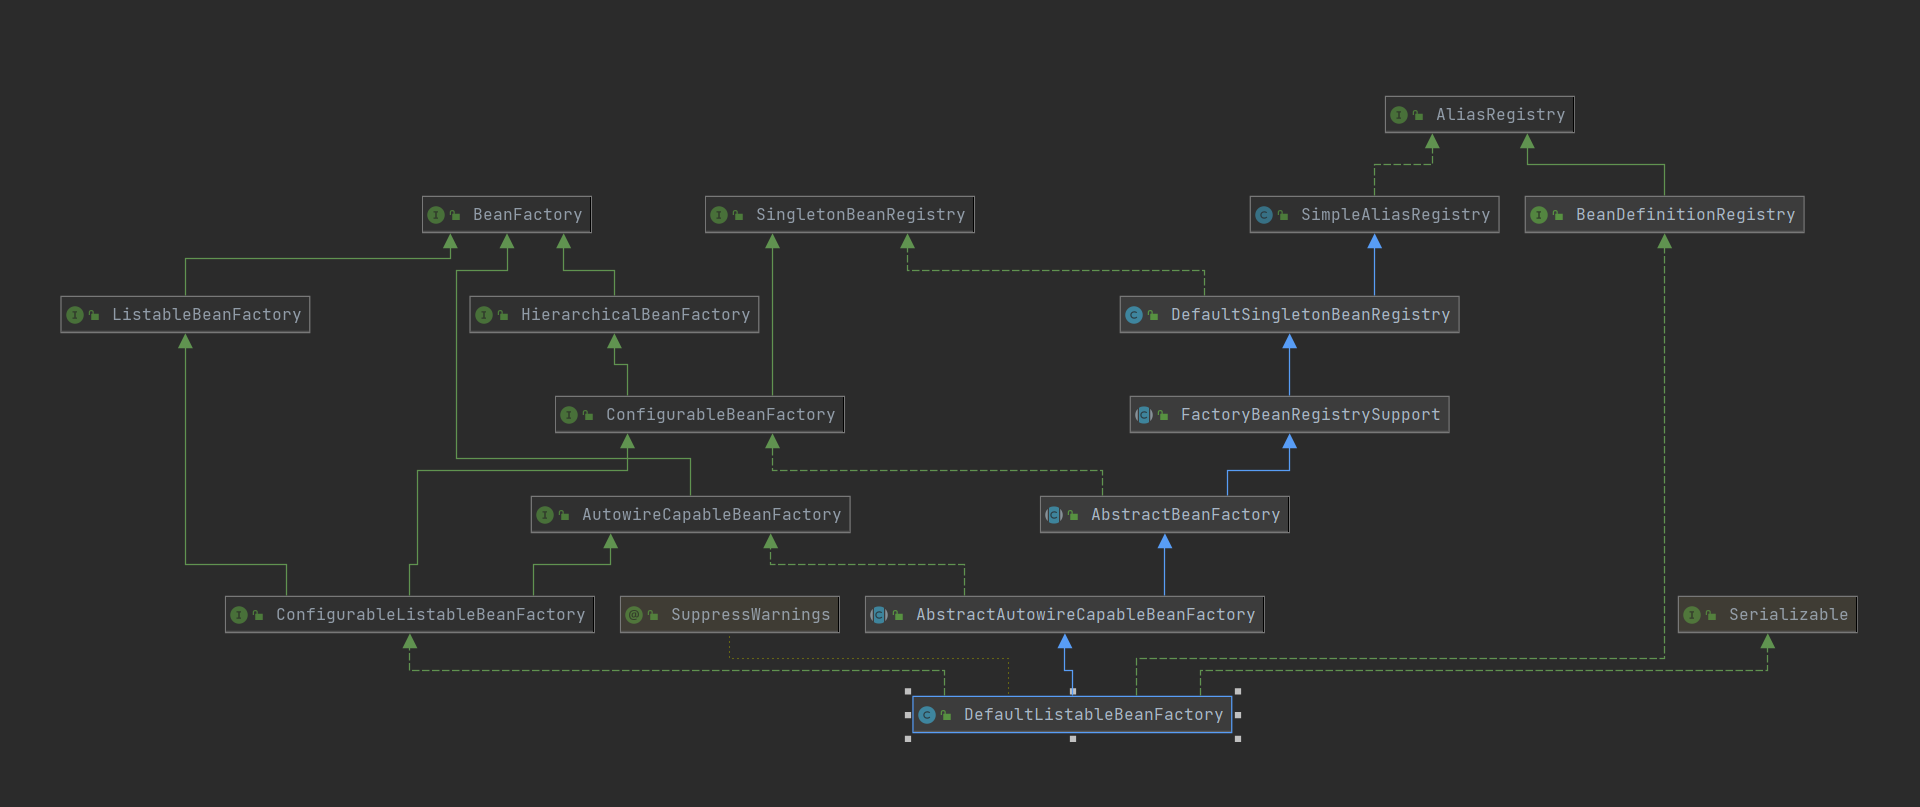 AliasRegistry
BeanFactory
SingletonBeanRegistry
SimpleAliasRegistry
BeanDefinitionRegistry
ListableBeanFactory
HierarchicalBeanFactory
DefaultSingletonBeanRegistry
ConfigurableBeanFactory
FactoryBeanRegistrySupport
AutowireCapableBeanFactory
AbstractBeanFactory
ConfigurableListableBeanFactory
SuppressWarnings
AbstractAutowireCapableBeanFactory
Serializable
DefaultListableBeanFactory